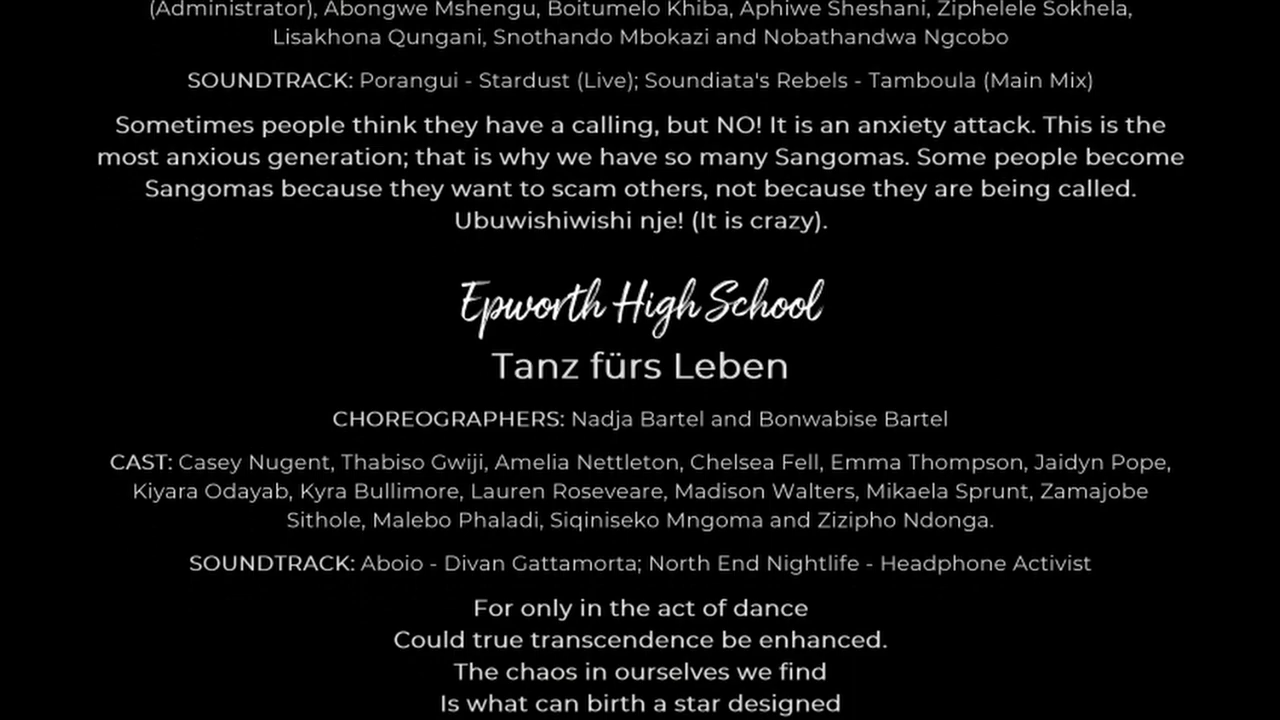 (Administrator), Abongwe Mshengu, Boitumelo Khiba, Aphiwe Sheshani, Ziphelele Sokhela,
Lisakhona Qungani, Snothando Mbokazi and Nobathandwa Ngcobo
SOUNDTRACK: Porangui - Stardust (Live); Soundiata's Rebels - Tamboula (Main Mix)
Sometimes people think they have a calling, but NO! It is an anxiety attack. This is the
most anxious generation; that is why we have so many Sangomas. Some people become
Sangomas because they want to scam others, not because they are being called.
Ubuwishiwishi nje! (It is crazy).
Epworth High School
Tanz fürs Leben
CHOREOGRAPHERS: Nadja Bartel and Bonwabise Bartel
CAST: Casey Nugent, Thabiso Gwiji, Amelia Nettleton, Chelsea Fell, Emma Thompson, Jaidyn Pope,
Kiyara Odayab, Kyra Bullimore, Lauren Roseveare, Madison Walters, Mikaela Sprunt, Zamajobe
Sithole, Malebo Phaladi, Siqiniseko Mngoma and Zizipho Ndonga.
SOUNDTRACK: Aboio - Divan Gattamorta; North End Nightlife - Headphone Activist
For only in the act of dance
Could true transcendence be enhanced.
The chaos in ourselves we find
Is what can birth a star designed